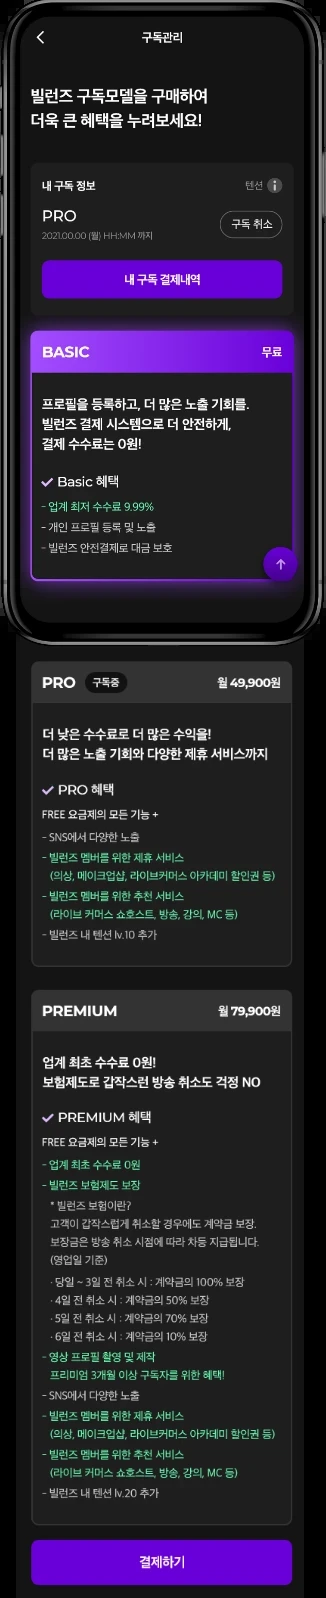 구독관리
빌런즈 구독모델을 구매하여
더욱 큰 혜택을 누려보세요!
내 구독 정보
텐션 i
PRO
2021.00.00 (월) HH:MM 까지
구독 취소
내 구독 결제내역
BASIC 무료
프로필을 등록하고, 더 많은 노출 기회를.
빌런즈 결제 시스템으로 더 안전하게,
결제 수수료는 0원!
Basic 혜택
- 업계 최저 수수료 9.99%
- 개인 프로필 등록 및 노출
- 빌런즈 안전결제로 대금 보호
PRO 구독중 월 49,900원
더 낮은 수수료로 더 많은 수익을!
더 많은 노출 기회와 다양한 제휴 서비스까지
PRO 혜택
FREE 요금제의 모든 기능 +
- SNS에서 다양한 노출
- 빌런즈 멤버를 위한 제휴 서비스
(의상, 메이크업샵, 라이브커머스 아카데미 할인권 등)
- 빌런즈 멤버를 위한 추천 서비스
(라이브 커머스 쇼호스트, 방송, 강의, MC 등)
- 빌런즈 내 텐션 lv.10 추가
PREMIUM 월 79,900원
업계 최초 수수료 0원!
보험제도로 갑작스런 방송 취소도 걱정 NO
PREMIUM 혜택
FREE 요금제의 모든 기능 +
- 업계 최초 수수료 0원
- 빌런즈 보험제도 보장
* 빌런즈 보험이란?
고객이 갑작스럽게 취소할 경우에도 계약금 보장.
보장금은 방송 취소 시점에 따라 차등 지급됩니다.
(영업일 기준)
· 당일 ~ 3일 전 취소 시 : 계약금의 100% 보장
· 4일 전 취소 시 : 계약금의 50% 보장
· 5일 전 취소 시 : 계약금의 70% 보장
· 6일 전 취소 시 : 계약금의 10% 보장
- 영상 프로필 촬영 및 제작
프리미엄 3개월 이상 구독자를 위한 혜택!
- SNS에서 다양한 노출
- 빌런즈 멤버를 위한 제휴 서비스
(의상, 메이크업샵, 라이브커머스 아카데미 할인권 등)
- 빌런즈 멤버를 위한 추천 서비스
(라이브 커머스 쇼호스트, 방송, 강의, MC 등)
- 빌런즈 내 텐션 lv.20 추가
결제하기